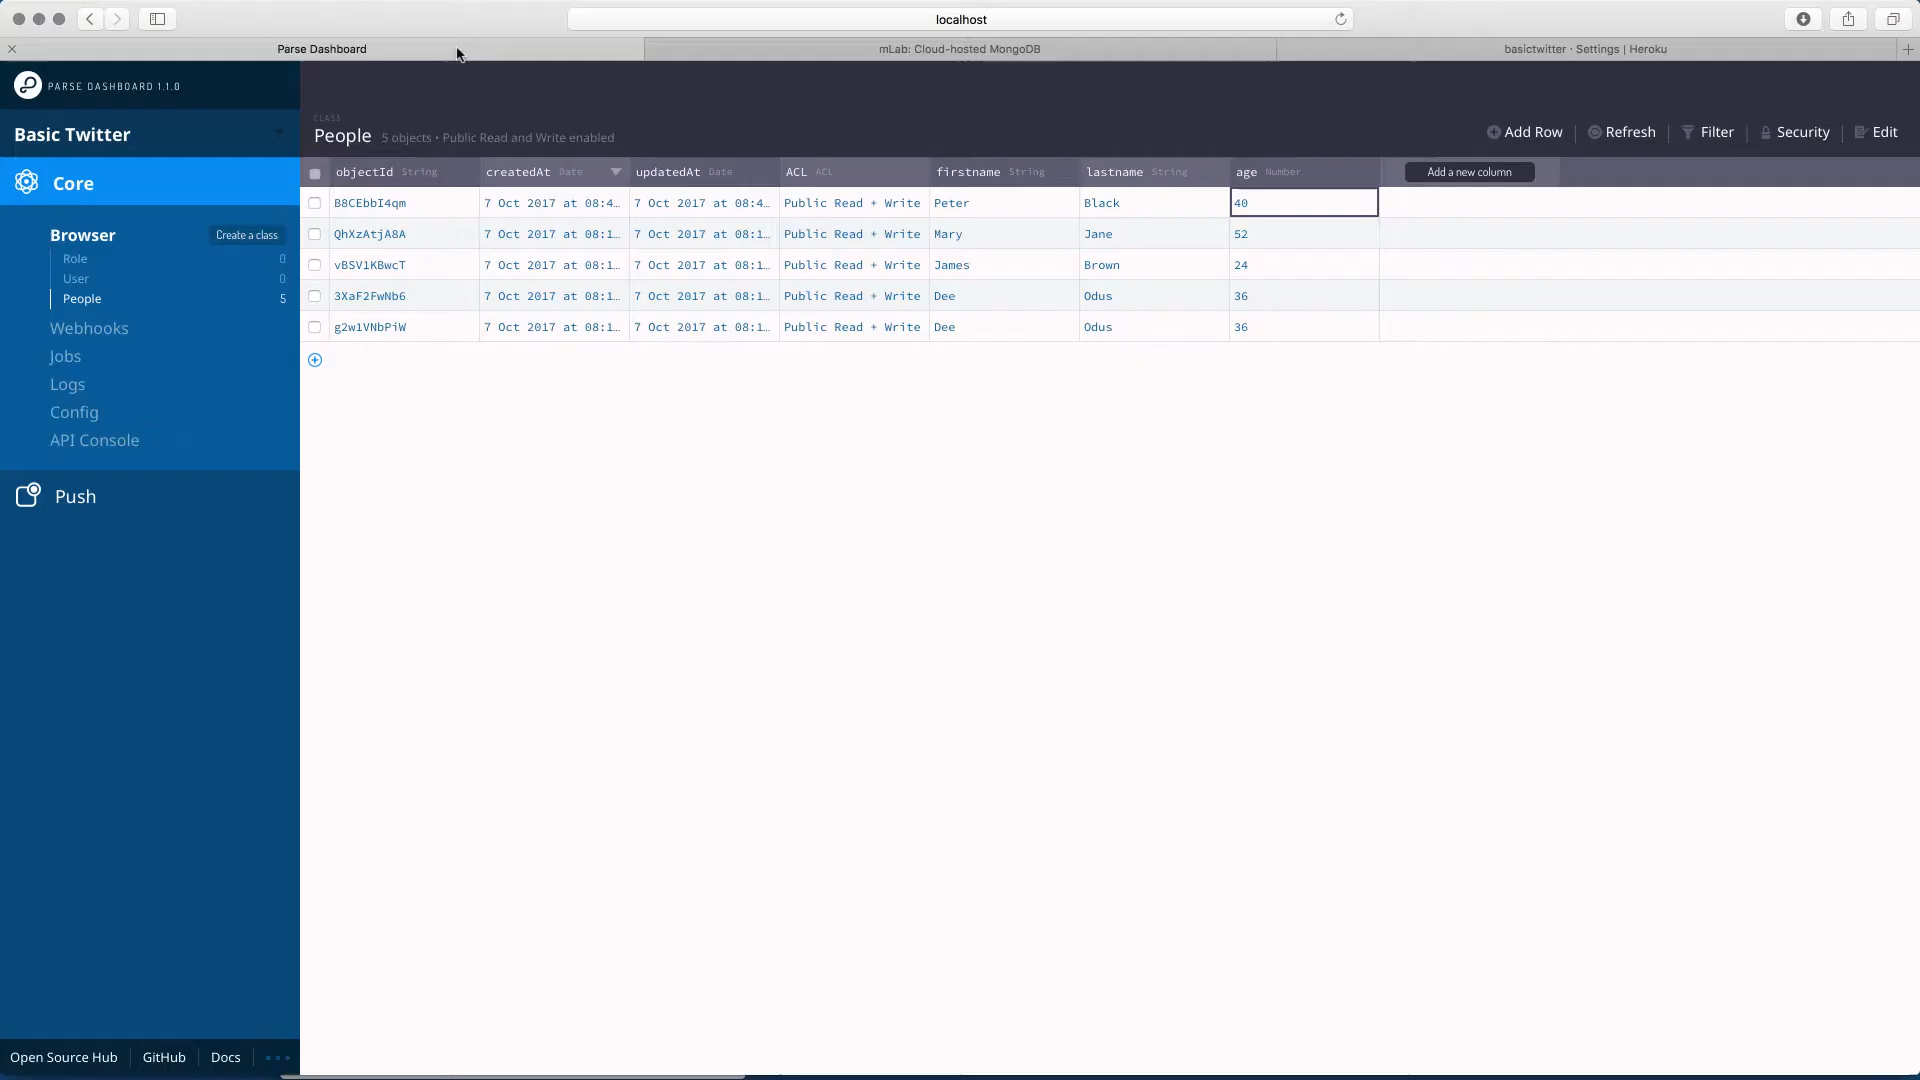 localhost
Parse Dashboard
mLab: Cloud-hosted MongoDB
basictwitter · Settings | Heroku
PARSE DASHBOARD 1.1.0
Basic Twitter
Core
Browser
Create a class
Role 0
User 0
People 5
Webhooks
Jobs
Logs
Config
API Console
Push
Open Source Hub
GitHub
Docs
CLASS
People 5 objects • Public Read and Write enabled
Add Row
Refresh
Filter
Security
Edit
objectId String createdAt Date updatedAt Date ACL ACL firstname String lastname String age Number Add a new column
B8CEbbI4qm 7 Oct 2017 at 08:4… 7 Oct 2017 at 08:4… Public Read + Write Peter Black 40
QhXzAtjA8A 7 Oct 2017 at 08:1… 7 Oct 2017 at 08:1… Public Read + Write Mary Jane 52
vBSV1KBwcT 7 Oct 2017 at 08:1… 7 Oct 2017 at 08:1… Public Read + Write James Brown 24
3XaF2FwNb6 7 Oct 2017 at 08:1… 7 Oct 2017 at 08:1… Public Read + Write Dee Odus 36
g2w1VNbPiW 7 Oct 2017 at 08:1… 7 Oct 2017 at 08:1… Public Read + Write Dee Odus 36